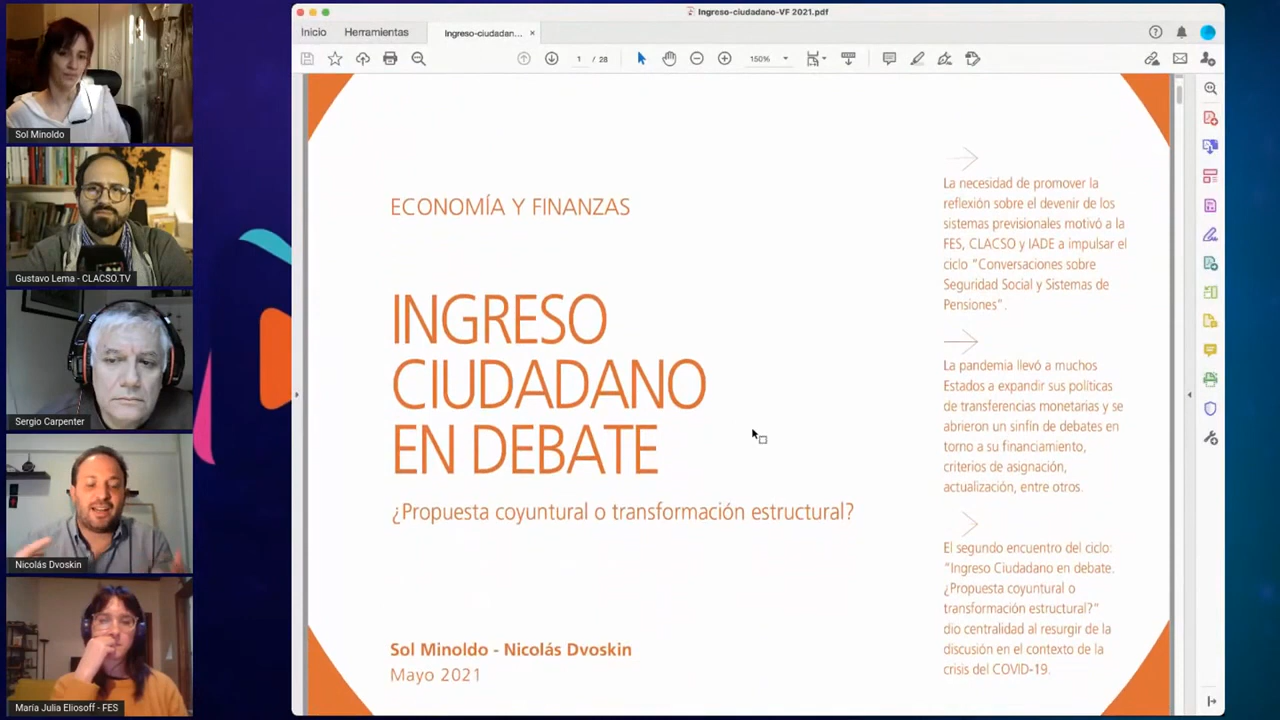 Sol Minoldo
Gustavo Lema - CLACSO.TV
Sergio Carpenter
Nicolás Dvoskin
María Julia Eliosoff - FES
Ingreso-ciudadano-VF 2021.pdf
Inicio
Herramientas
Ingreso-ciudadan...
1 / 28
150%
ECONOMÍA Y FINANZAS
INGRESO
CIUDADANO
EN DEBATE
¿Propuesta coyuntural o transformación estructural?
Sol Minoldo - Nicolás Dvoskin
Mayo 2021
La necesidad de promover la
reflexión sobre el devenir de los
sistemas previsionales motivó a la
FES, CLACSO y IADE a impulsar el
ciclo "Conversaciones sobre
Seguridad Social y Sistemas de
Pensiones".
La pandemia llevó a muchos
Estados a expandir sus políticas
de transferencias monetarias y se
abrieron un sinfín de debates en
torno a su financiamiento,
criterios de asignación,
actualización, entre otros.
El segundo encuentro del ciclo:
"Ingreso Ciudadano en debate.
¿Propuesta coyuntural o
transformación estructural?"
dio centralidad al resurgir de la
discusión en el contexto de la
crisis del COVID-19.